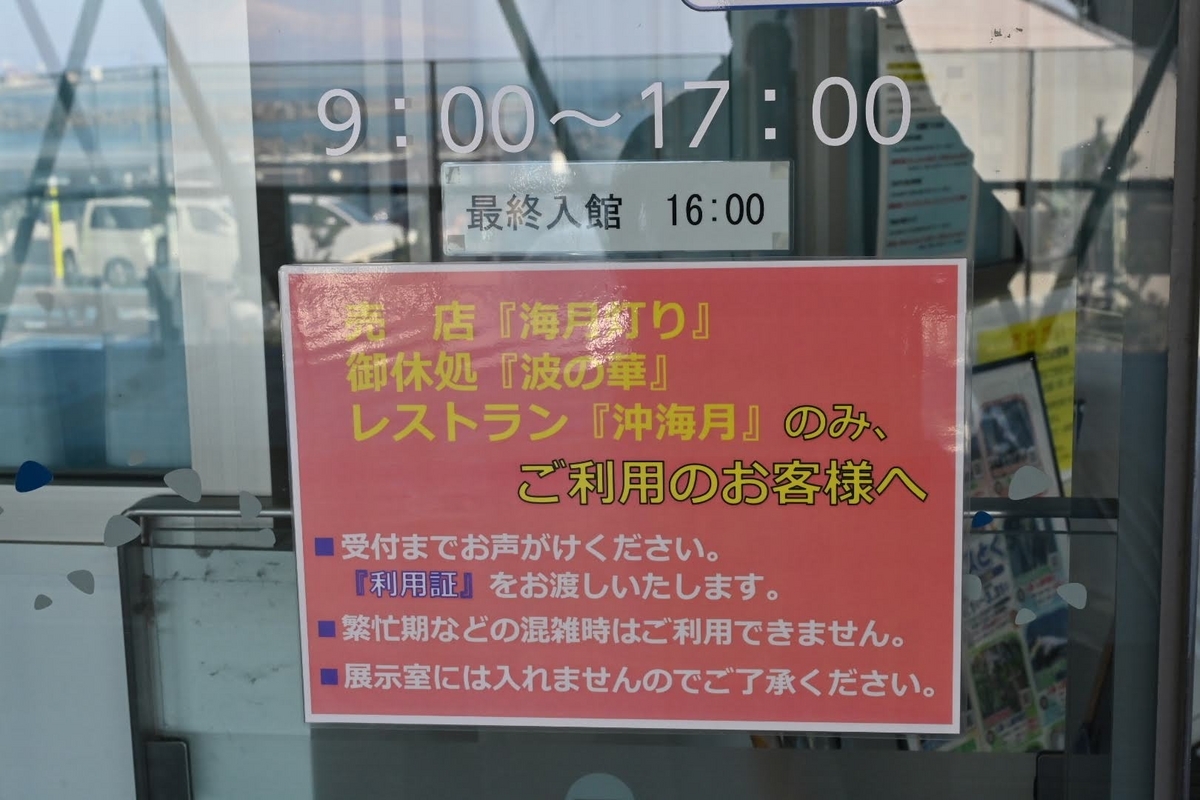 9：00～17：00
最終入館　16:00
売　店『海月灯り』
御休処『波の華』
レストラン『沖海月』のみ、
ご利用のお客様へ
■受付までお声がけください。
『利用証』をお渡しいたします。
■繁忙期などの混雑時はご利用できません。
■展示室には入れませんのでご了承ください。